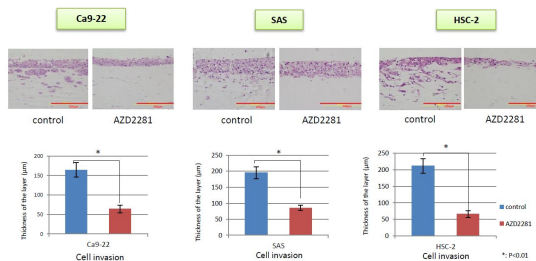 Ca9-22
SAS
HSC-2
control
AZD2281
control
AZD2281
control
AZD2281
*
Thickness of the layer (μm)
200
150
100
50
0
Ca9-22
Cell invasion
*
Thickness of the layer (μm)
250
200
150
100
50
0
SAS
Cell invasion
*
Thickness of the layer (μm)
250
200
150
100
50
0
HSC-2
Cell invasion
control
AZD2281
*: P<0.01